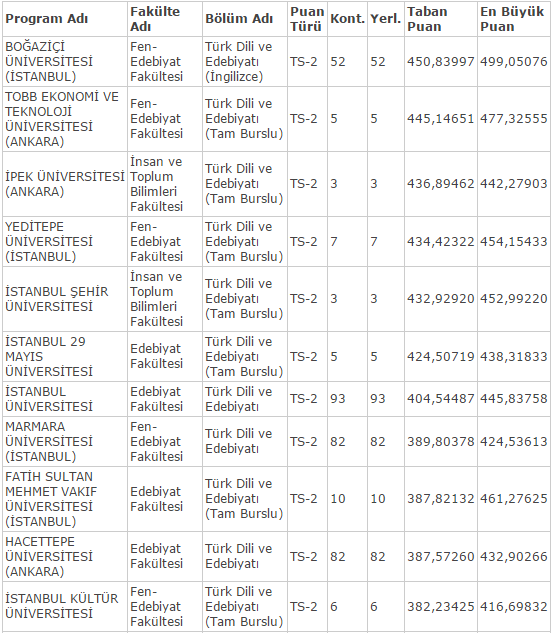 Program Adı Fakülte Adı Bölüm Adı Puan Türü Kont. Yerl. Taban Puan En Büyük Puan
BOĞAZİÇİ ÜNİVERSİTESİ (İSTANBUL) Fen-Edebiyat Fakültesi Türk Dili ve Edebiyatı (İngilizce) TS-2 52 52 450,83997 499,05076
TOBB EKONOMİ VE TEKNOLOJİ ÜNİVERSİTESİ (ANKARA) Fen-Edebiyat Fakültesi Türk Dili ve Edebiyatı (Tam Burslu) TS-2 5 5 445,14651 477,32555
İPEK ÜNİVERSİTESİ (ANKARA) İnsan ve Toplum Bilimleri Fakültesi Türk Dili ve Edebiyatı (Tam Burslu) TS-2 3 3 436,89462 442,27903
YEDİTEPE ÜNİVERSİTESİ (İSTANBUL) Fen-Edebiyat Fakültesi Türk Dili ve Edebiyatı (Tam Burslu) TS-2 7 7 434,42322 454,15433
İSTANBUL ŞEHİR ÜNİVERSİTESİ İnsan ve Toplum Bilimleri Fakültesi Türk Dili ve Edebiyatı (Tam Burslu) TS-2 3 3 432,92920 452,99220
İSTANBUL 29 MAYIS ÜNİVERSİTESİ Edebiyat Fakültesi Türk Dili ve Edebiyatı (Tam Burslu) TS-2 5 5 424,50719 438,31833
İSTANBUL ÜNİVERSİTESİ Edebiyat Fakültesi Türk Dili ve Edebiyatı TS-2 93 93 404,54487 445,83758
MARMARA ÜNİVERSİTESİ (İSTANBUL) Fen-Edebiyat Fakültesi Türk Dili ve Edebiyatı TS-2 82 82 389,80378 424,53613
FATİH SULTAN MEHMET VAKIF ÜNİVERSİTESİ (İSTANBUL) Edebiyat Fakültesi Türk Dili ve Edebiyatı (Tam Burslu) TS-2 10 10 387,82132 461,27625
HACETTEPE ÜNİVERSİTESİ (ANKARA) Edebiyat Fakültesi Türk Dili ve Edebiyatı TS-2 82 82 387,57260 432,90266
İSTANBUL KÜLTÜR ÜNİVERSİTESİ Fen-Edebiyat Fakültesi Türk Dili ve Edebiyatı (Tam Burslu) TS-2 6 6 382,23425 416,69832